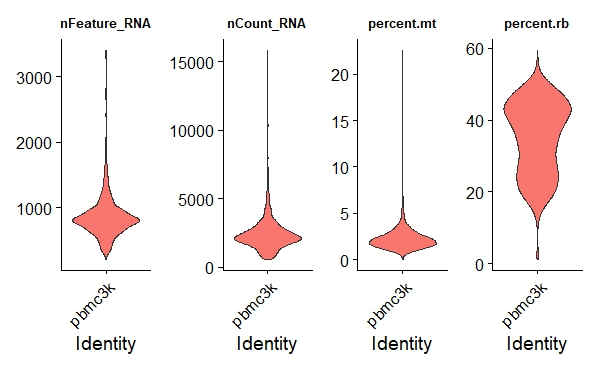 nFeature_RNA
nCount_RNA
percent.mt
percent.rb
3000
2000
1000
15000
10000
5000
0
20
15
10
5
0
60
40
20
0
pbmc3k
pbmc3k
pbmc3k
pbmc3k
Identity
Identity
Identity
Identity